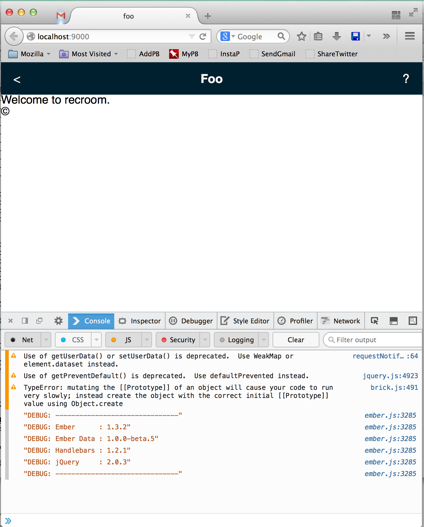 foo
localhost:9000
Google
Mozilla
Most Visited
AddPB
MyPB
InstaP
SendGmail
ShareTwitter
<
Foo
?
Welcome to recroom.
©
Console
Inspector
Debugger
Style Editor
Profiler
Network
Net
CSS
JS
Security
Logging
Clear
Filter output
Use of getUserData() or setUserData() is deprecated.  Use WeakMap or requestNotif… :64
element.dataset instead.
Use of getPreventDefault() is deprecated.  Use defaultPrevented instead. jquery.js:4923
TypeError: mutating the [[Prototype]] of an object will cause your code to run brick.js:491
very slowly; instead create the object with the correct initial [[Prototype]]
value using Object.create
"DEBUG: -------------------------------" ember.js:3285
"DEBUG: Ember      : 1.3.2" ember.js:3285
"DEBUG: Ember Data : 1.0.0-beta.5" ember.js:3285
"DEBUG: Handlebars : 1.2.1" ember.js:3285
"DEBUG: jQuery     : 2.0.3" ember.js:3285
"DEBUG: -------------------------------" ember.js:3285
»